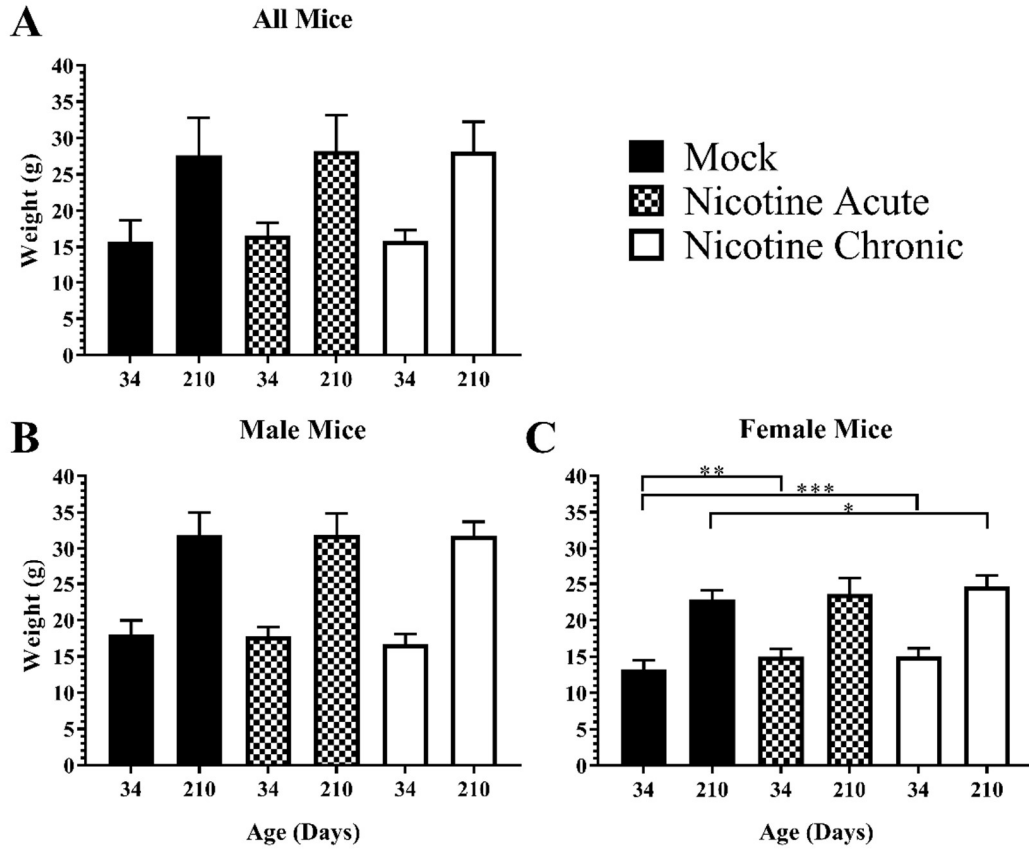 A
All Mice
Weight (g)
40
35
30
25
20
15
10
5
0
34 210 34 210 34 210
Mock
Nicotine Acute
Nicotine Chronic
B
Male Mice
Weight (g)
40
35
30
25
20
15
10
5
0
34 210 34 210 34 210
Age (Days)
C
Female Mice
40
35
30
25
20
15
10
5
0
**
***
*
34 210 34 210 34 210
Age (Days)